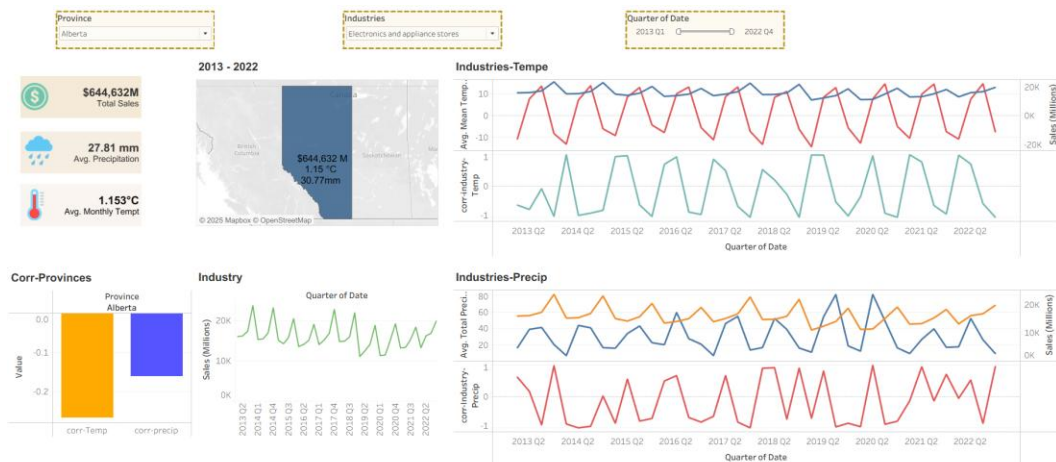 Province
Alberta
Industries
Electronics and appliance stores
Quarter of Date
2013 Q1
2022 Q4
$644,632M
Total Sales
27.81 mm
Avg. Precipitation
1.153°C
Avg. Monthly Tempt
2013 - 2022
Canada
British
Columbia
Saskatchewan
$644,632 M
1.15 °C
30.77mm
© 2025 Mapbox © OpenStreetMap
Industries-Tempe
Avg. Mean Temp..
10
0
-10
20K
0K
-20K
Sales (Millions)
corr-industry-
Temp
1
0
-1
2013 Q2
2014 Q2
2015 Q2
2016 Q2
2017 Q2
2018 Q2
2019 Q2
2020 Q2
2021 Q2
2022 Q2
Quarter of Date
Corr-Provinces
Province
Alberta
Value
0.0
-0.1
-0.2
corr-Temp
corr-precip
Industry
Quarter of Date
Sales (Millions)
20K
10K
0K
2013 Q2
2014 Q1
2014 Q4
2015 Q3
2016 Q2
2017 Q1
2017 Q4
2018 Q3
2019 Q2
2020 Q1
2020 Q4
2021 Q3
2022 Q2
Industries-Precip
Avg. Total Preci..
80
60
40
20
20K
10K
0K
Sales (Millions)
corr-Industry-
Precip
1
0
-1
2013 Q2
2014 Q2
2015 Q2
2016 Q2
2017 Q2
2018 Q2
2019 Q2
2020 Q2
2021 Q2
2022 Q2
Quarter of Date